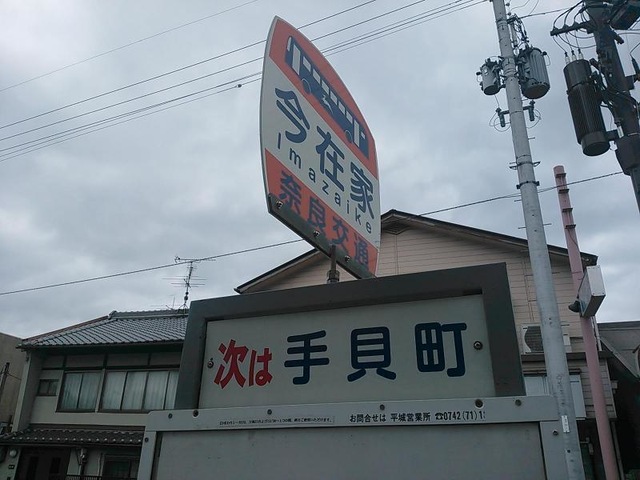 今在家
Imazaike
奈良交通
次は 手貝町
お問合せは 平城営業所 ☎0742(71)1